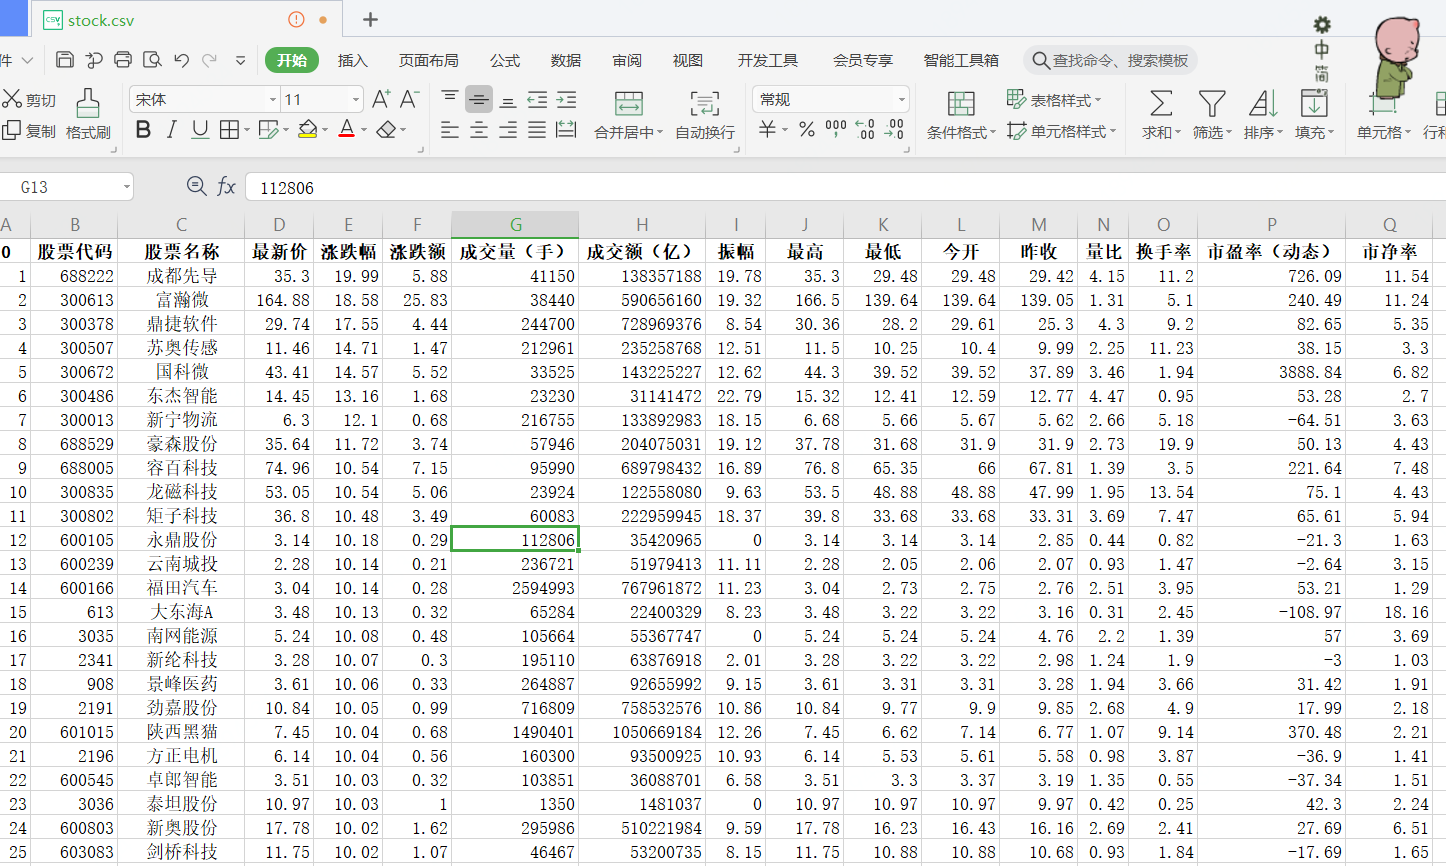 stock.csv
件 开始 插入 页面布局 公式 数据 审阅 视图 开发工具 会员专享 智能工具箱 查找命令、搜索模板
中
简
剪切 宋体 11 A+ A- 常规 表格样式
复制 格式刷 B I U A 合并居中 自动换行 ￥ % 000 条件格式 单元格样式 求和 筛选 排序 填充 单元格 行和
G13 fx 112806
A B C D E F G H I J K L M N O P Q
0 股票代码 股票名称 最新价 涨跌幅 涨跌额 成交量（手） 成交额（亿） 振幅 最高 最低 今开 昨收 量比 换手率 市盈率（动态） 市净率
1 688222 成都先导 35.3 19.99 5.88 41150 138357188 19.78 35.3 29.48 29.48 29.42 4.15 11.2 726.09 11.54
2 300613 富瀚微 164.88 18.58 25.83 38440 590656160 19.32 166.5 139.64 139.64 139.05 1.31 5.1 240.49 11.24
3 300378 鼎捷软件 29.74 17.55 4.44 244700 728969376 8.54 30.36 28.2 29.61 25.3 4.3 9.2 82.65 5.35
4 300507 苏奥传感 11.46 14.71 1.47 212961 235258768 12.51 11.5 10.25 10.4 9.99 2.25 11.23 38.15 3.3
5 300672 国科微 43.41 14.57 5.52 33525 143225227 12.62 44.3 39.52 39.52 37.89 3.46 1.94 3888.84 6.82
6 300486 东杰智能 14.45 13.16 1.68 23230 31141472 22.79 15.32 12.41 12.59 12.77 4.47 0.95 53.28 2.7
7 300013 新宁物流 6.3 12.1 0.68 216755 133892983 18.15 6.68 5.66 5.67 5.62 2.66 5.18 -64.51 3.63
8 688529 豪森股份 35.64 11.72 3.74 57946 204075031 19.12 37.78 31.68 31.9 31.9 2.73 19.9 50.13 4.43
9 688005 容百科技 74.96 10.54 7.15 95990 689798432 16.89 76.8 65.35 66 67.81 1.39 3.5 221.64 7.48
10 300835 龙磁科技 53.05 10.54 5.06 23924 122558080 9.63 53.5 48.88 48.88 47.99 1.95 13.54 75.1 4.43
11 300802 矩子科技 36.8 10.48 3.49 60083 222959945 18.37 39.8 33.68 33.68 33.31 3.69 7.47 65.61 5.94
12 600105 永鼎股份 3.14 10.18 0.29 112806 35420965 0 3.14 3.14 3.14 2.85 0.44 0.82 -21.3 1.63
13 600239 云南城投 2.28 10.14 0.21 236721 51979413 11.11 2.28 2.05 2.06 2.07 0.93 1.47 -2.64 3.15
14 600166 福田汽车 3.04 10.14 0.28 2594993 767961872 11.23 3.04 2.73 2.75 2.76 2.51 3.95 53.21 1.29
15 613 大东海A 3.48 10.13 0.32 65284 22400329 8.23 3.48 3.22 3.22 3.16 0.31 2.45 -108.97 18.16
16 3035 南网能源 5.24 10.08 0.48 105664 55367747 0 5.24 5.24 5.24 4.76 2.2 1.39 57 3.69
17 2341 新纶科技 3.28 10.07 0.3 195110 63876918 2.01 3.28 3.22 3.22 2.98 1.24 1.9 -3 1.03
18 908 景峰医药 3.61 10.06 0.33 264887 92655992 9.15 3.61 3.31 3.31 3.28 1.94 3.66 31.42 1.91
19 2191 劲嘉股份 10.84 10.05 0.99 716809 758532576 10.86 10.84 9.77 9.9 9.85 2.68 4.9 17.99 2.18
20 601015 陕西黑猫 7.45 10.04 0.68 1490401 1050669184 12.26 7.45 6.62 7.14 6.77 1.07 9.14 370.48 2.21
21 2196 方正电机 6.14 10.04 0.56 160300 93500925 10.93 6.14 5.53 5.61 5.58 0.98 3.87 -36.9 1.41
22 600545 卓郎智能 3.51 10.03 0.32 103851 36088701 6.58 3.51 3.3 3.37 3.19 1.35 0.55 -37.34 1.51
23 3036 泰坦股份 10.97 10.03 1 1350 1481037 0 10.97 10.97 10.97 9.97 0.42 0.25 42.3 2.24
24 600803 新奥股份 17.78 10.02 1.62 295986 510221984 9.59 17.78 16.23 16.43 16.16 2.69 2.41 27.69 6.51
25 603083 剑桥科技 11.75 10.02 1.07 46467 53200735 8.15 11.75 10.88 10.88 10.68 0.93 1.84 -17.69 1.65